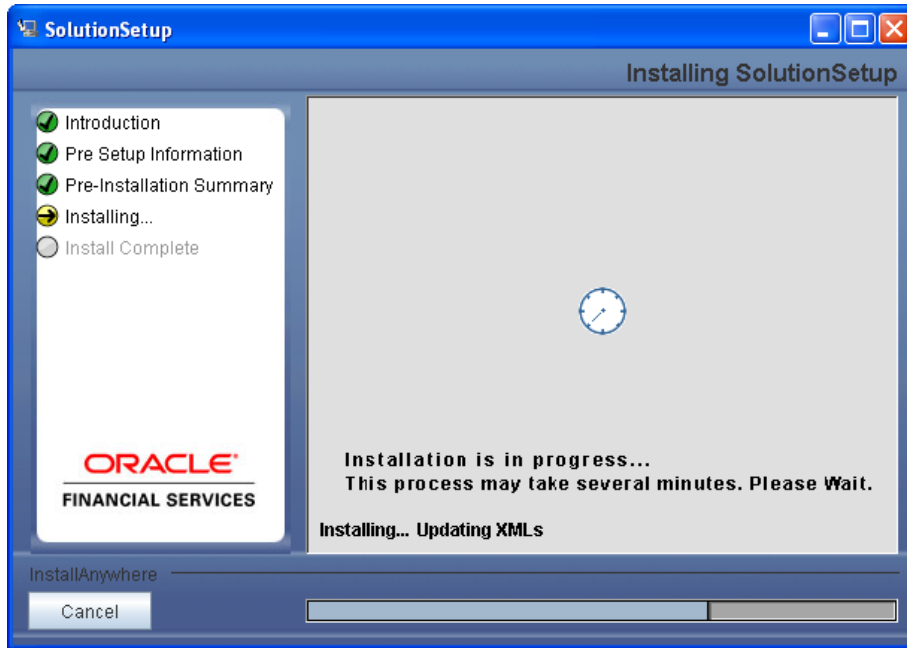 SolutionSetup
Installing SolutionSetup
Introduction
Pre Setup Information
Pre-Installation Summary
Installing...
Install Complete
ORACLE
FINANCIAL SERVICES
Installation is in progress...
This process may take several minutes. Please Wait.
Installing... Updating XMLs
InstallAnywhere
Cancel